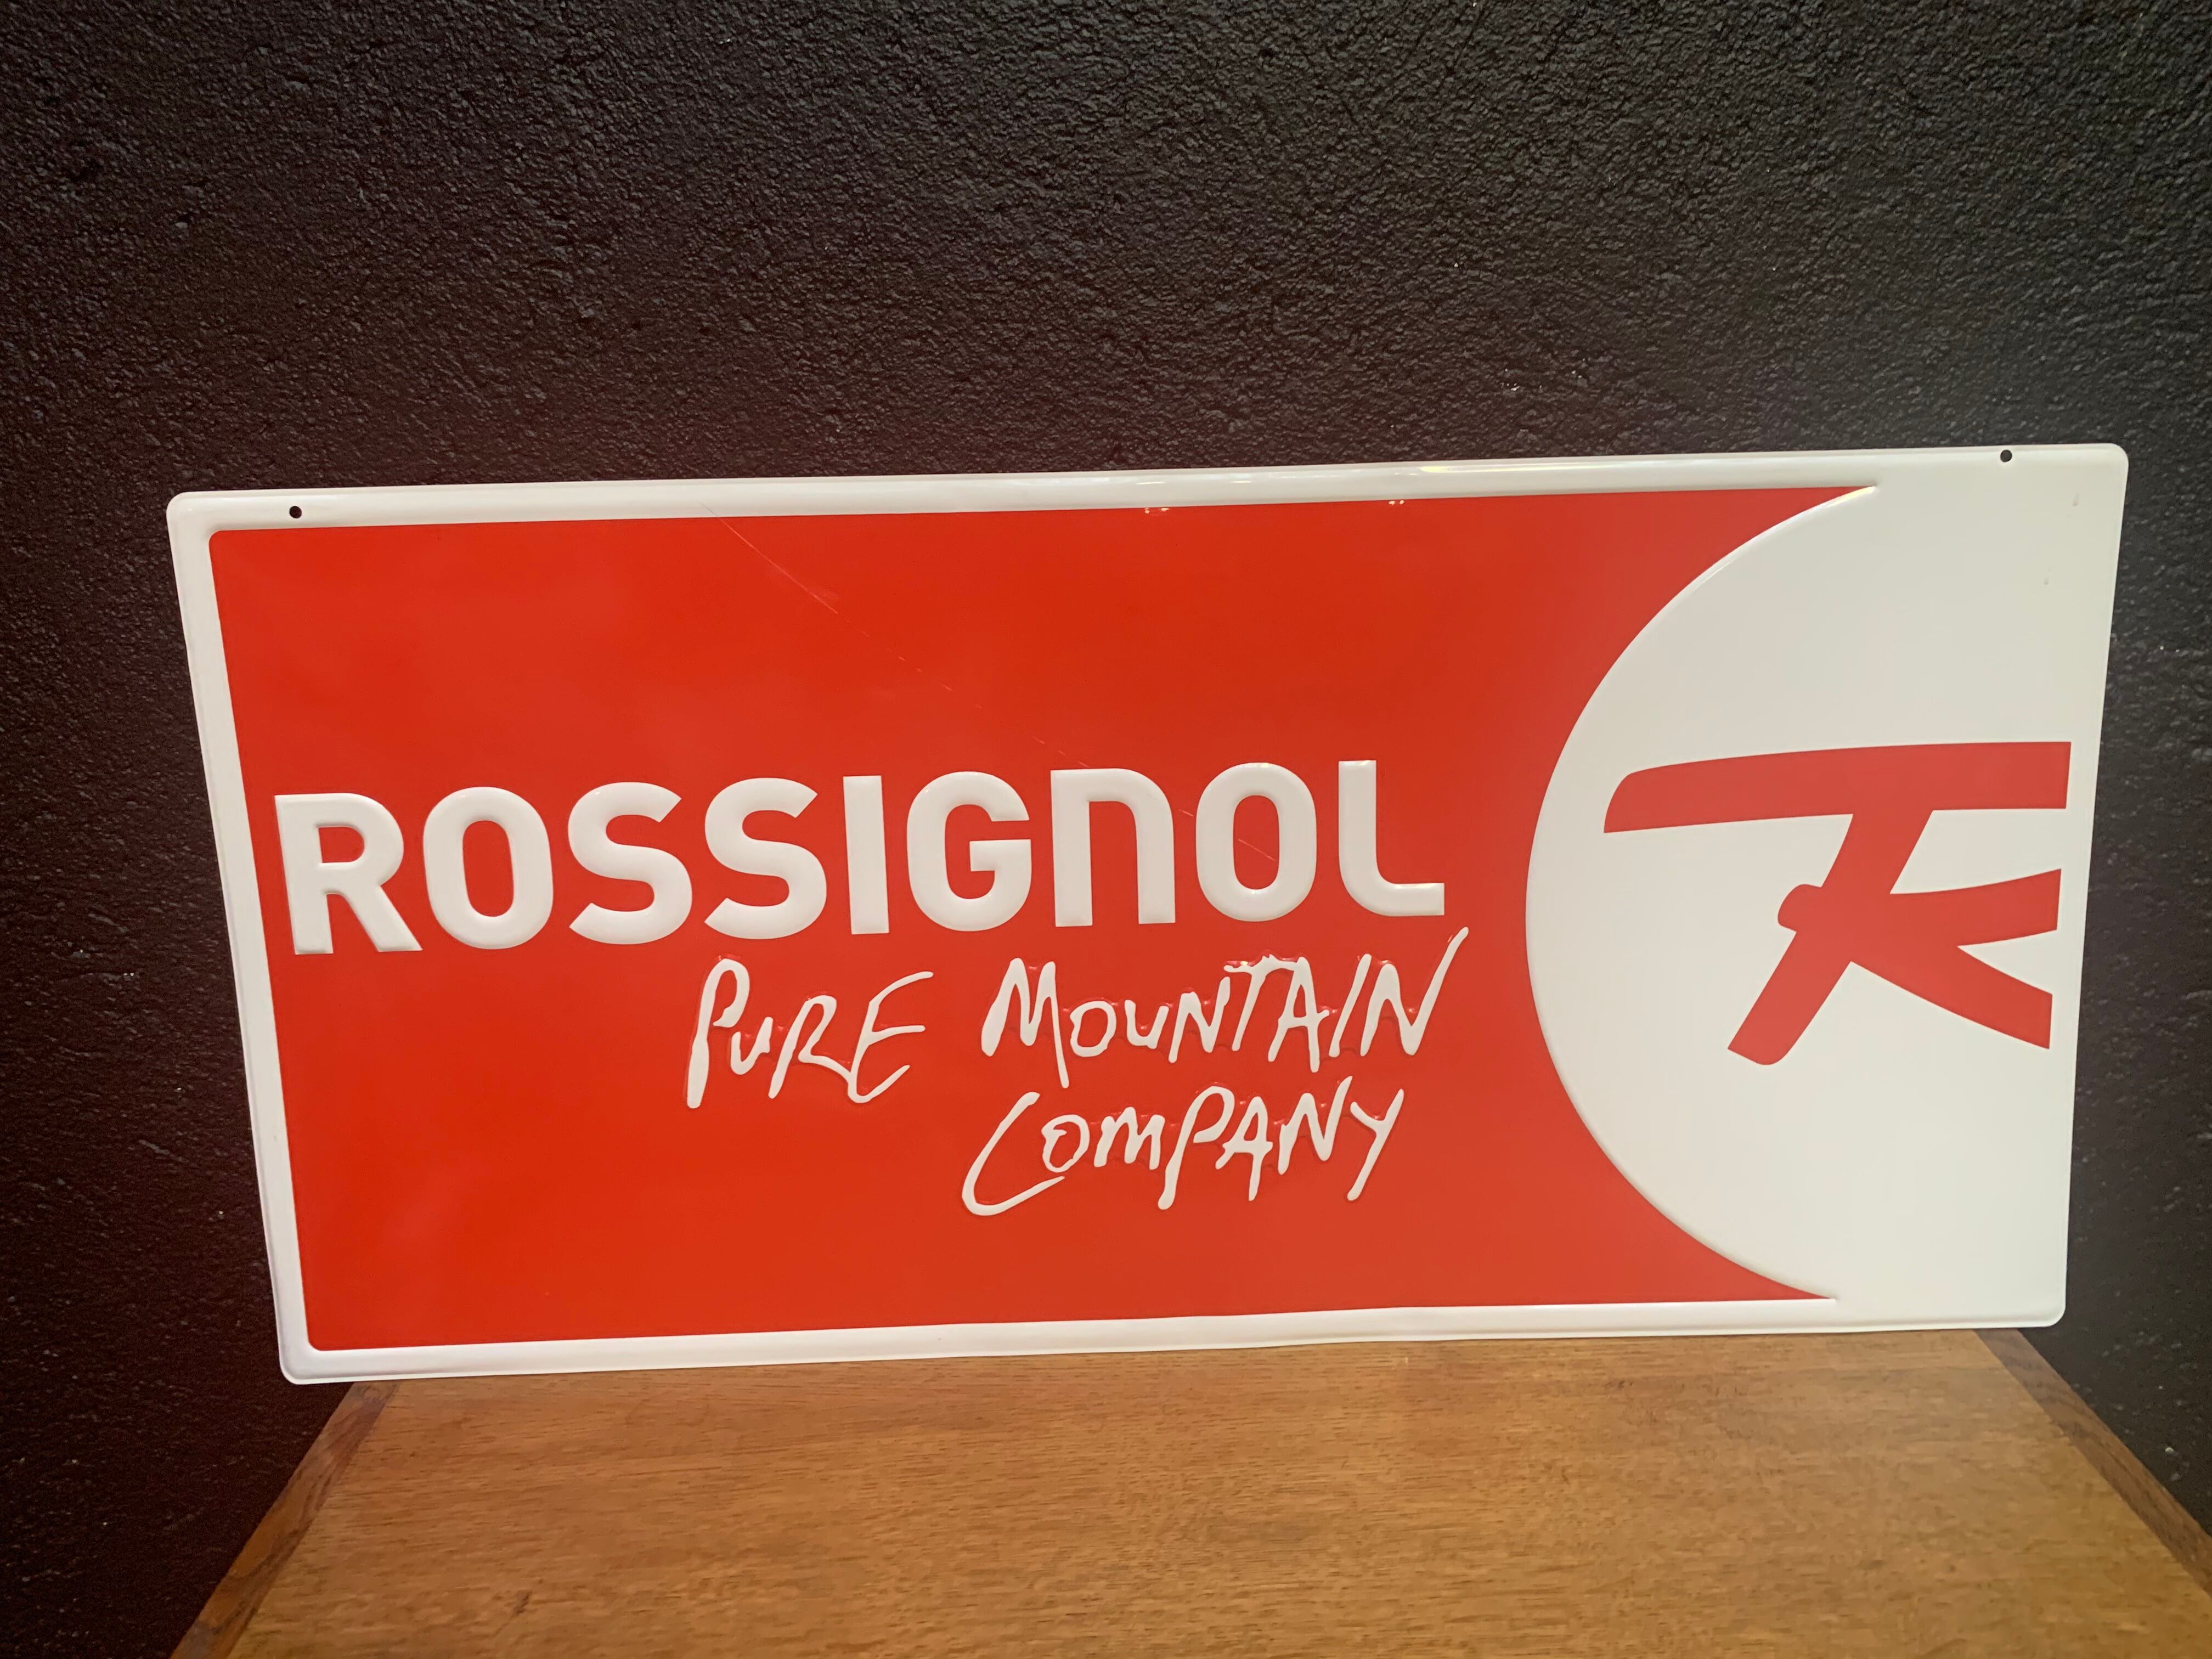 ROSSIGNOL
PURE MOUNTAIN
COMPANY
R